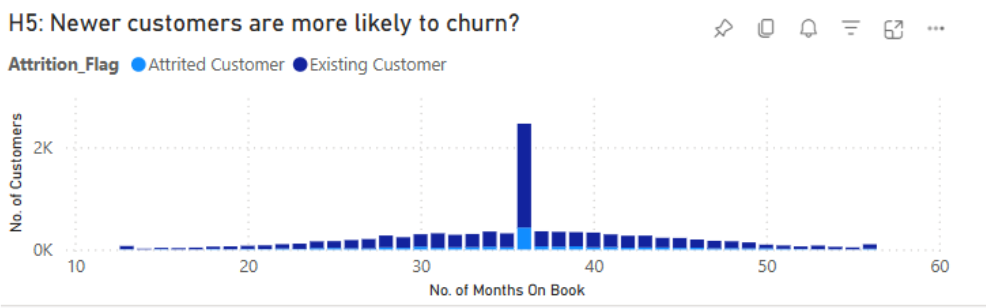 H5: Newer customers are more likely to churn?
Attrition_Flag Attrited Customer Existing Customer
No. of Customers
2K
0K
10 20 30 40 50 60
No. of Months On Book